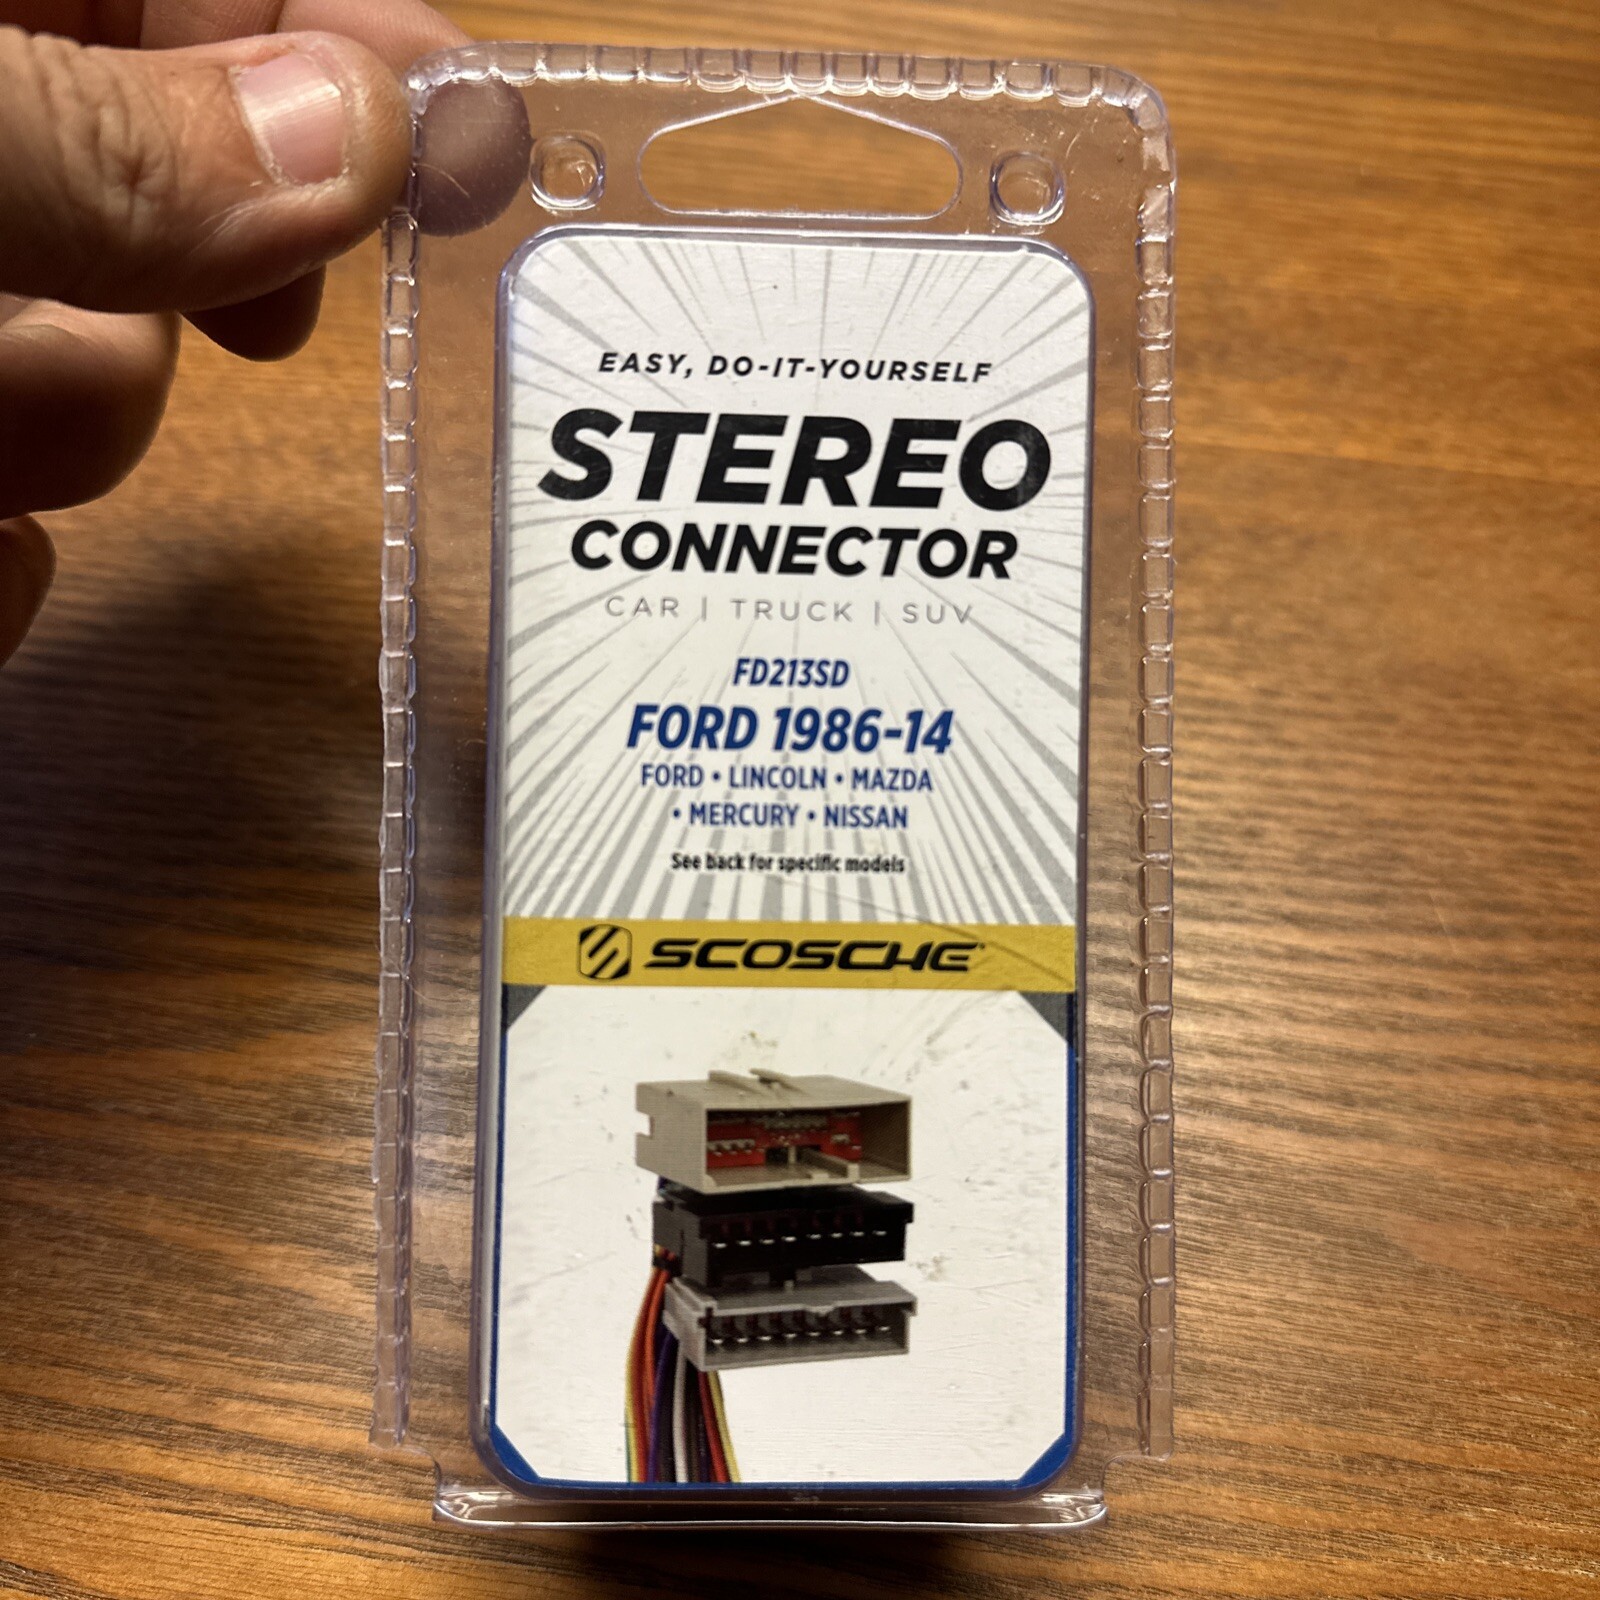 EASY, DO-IT-YOURSELF
STEREO
CONNECTOR
CAR | TRUCK | SUV
FD213SD
FORD 1986-14
FORD • LINCOLN • MAZDA
• MERCURY • NISSAN
See back for specific models
SCOSCHE